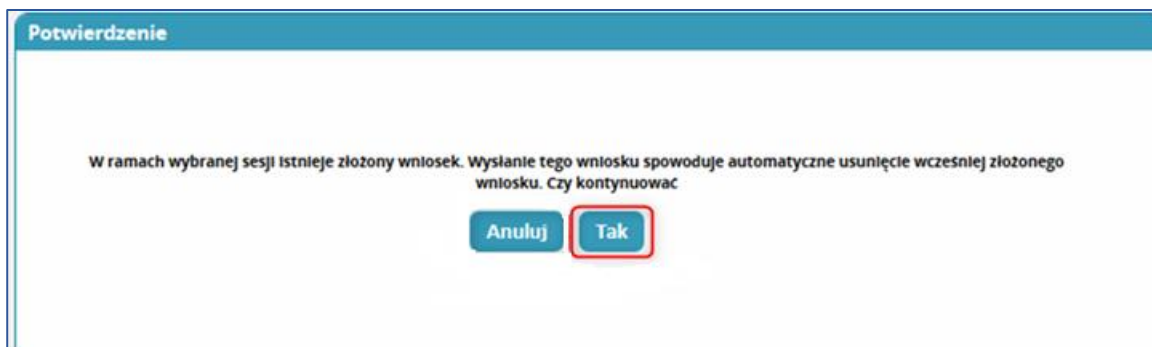 Potwierdzenie
W ramach wybranej sesji istnieje złożony wniosek. Wysłanie tego wniosku spowoduje automatyczne usunięcie wcześniej złożonego
wniosku. Czy kontynuować
Anuluj Tak